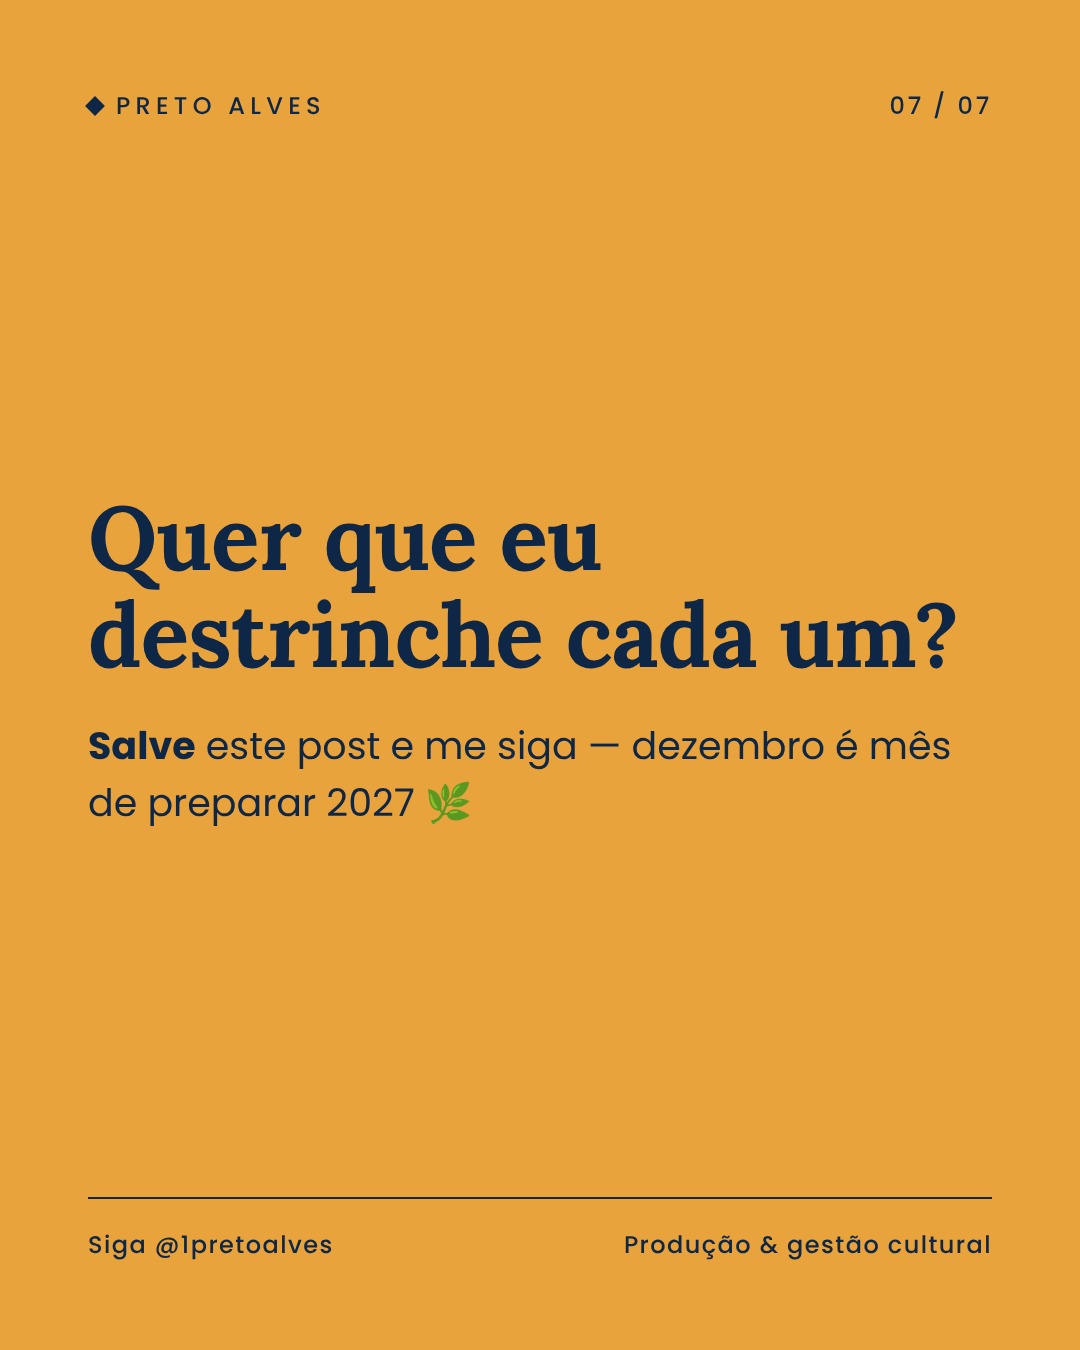 ◆ PRETO ALVES
07 / 07
Quer que eu
destrinche cada um?
Salve este post e me siga — dezembro é mês
de preparar 2027 🌿
Siga @1pretoalves
Produção & gestão cultural